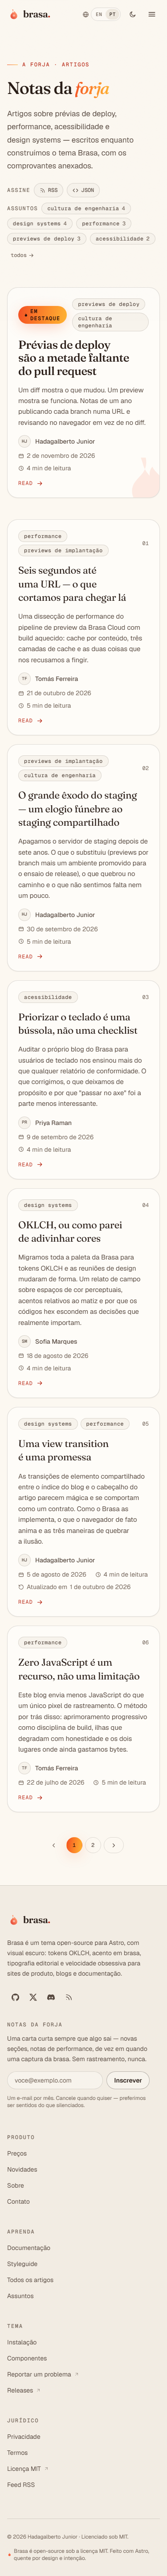 brasa.
EN PT
A FORJA · ARTIGOS
Notas da forja
Artigos sobre prévias de deploy,
performance, acessibilidade e
design systems — escritos enquanto
construímos o tema Brasa, com os
compromissos expostos.
ASSINE RSS JSON
ASSUNTOS cultura de engenharia 4
design systems 4 performance 3
previews de deploy 3 acessibilidade 2
todos →
EM DESTAQUE
previews de deploy
cultura de engenharia
Prévias de deploy
são a metade faltante
do pull request
Um diff mostra o que mudou. Um preview
mostra se funciona. Notas de um ano
publicando cada branch numa URL e
revisando no navegador em vez de no diff.
HJ Hadagalberto Junior
2 de novembro de 2026
4 min de leitura
READ →
performance
previews de implantação
01
Seis segundos até
uma URL — o que
cortamos para chegar lá
Uma dissecção de performance do
pipeline de preview da Brasa Cloud com
build aquecido: cache por conteúdo, três
camadas de cache e as duas coisas que
nos recusamos a fingir.
TF Tomás Ferreira
21 de outubro de 2026
5 min de leitura
READ →
previews de implantação
cultura de engenharia
02
O grande êxodo do staging
— um elogio fúnebre ao
staging compartilhado
Apagamos o servidor de staging depois de
sete anos. O que o substituiu (previews por
branch mais um ambiente promovido para
ensaio de dados), o que quebrou no
caminho e o que não sentimos falta nem
um pouco.
HJ Hadagalberto Junior
30 de setembro de 2026
5 min de leitura
READ →
acessibilidade
03
Priorizar o teclado é uma
bússola, não uma checklist
Auditar o próprio blog do Brasa para
usuários de teclado nos ensinou mais do
que dois anos de lint. Um tour pelo foco, a
ordem e por que o design com propósito é
propósito e por que "passar no axe" foi a
parte menos interessante.
PR Priya Raman
9 de setembro de 2026
4 min de leitura
READ →
design systems
04
OKLCH, ou como parei
de adivinhar cores
Migramos toda a paleta da Brasa para
tokens OKLCH e as reuniões de design
mudaram de forma. Um relato de campo
sobre espaços de cor perceptuais,
acentos relativos ao matiz e por que os
códigos hex escondem as decisões que
realmente importam.
SM Sofia Marques
18 de agosto de 2026
4 min de leitura
READ →
design systems performance
05
Uma view transition
é uma promessa
As transições de elemento compartilhado
entre o índice do blog e o cabeçalho do
artigo parecem mágica e se comportam
como um contrato. Como o Brasa as
implementa, o que o navegador de fato
anima e as três maneiras de quebrar
a ilusão.
HJ Hadagalberto Junior
5 de agosto de 2026 4 min de leitura
Atualizado em 1 de outubro de 2026
READ →
performance
06
Zero JavaScript é um
recurso, não uma limitação
Este blog envia menos JavaScript do que
um único pixel de rastreamento. O método
por trás disso: aprimoramento progressivo
como disciplina de build, ilhas que
degradam com honestidade e os dois
lugares onde ainda gastamos bytes.
TF Tomás Ferreira
22 de julho de 2026 5 min de leitura
READ →
‹ 1 2 ›
brasa.
Brasa é um tema open-source para Astro, com
visual escuro: tokens OKLCH, acento em brasa,
tipografia editorial e velocidade obsessiva para
sites de produto, blogs e documentação.
NOTAS DA FORJA
Uma carta curta sempre que algo sai — novas
seções, notas de performance, de vez em quando
uma captura da brasa. Sem rastreamento, nunca.
voce@exemplo.com Inscrever
Um e-mail por mês. Cancele quando quiser — preferimos
ser sentidos do que silenciados.
PRODUTO
Preços
Novidades
Sobre
Contato
APRENDA
Documentação
Styleguide
Todos os artigos
Assuntos
TEMA
Instalação
Componentes
Reportar um problema ↗
Releases ↗
JURÍDICO
Privacidade
Termos
Licença MIT ↗
Feed RSS
© 2026 Hadagalberto Junior · Licenciado sob MIT.
Brasa é open-source sob a licença MIT. Feito com Astro,
quente por design e intenção.